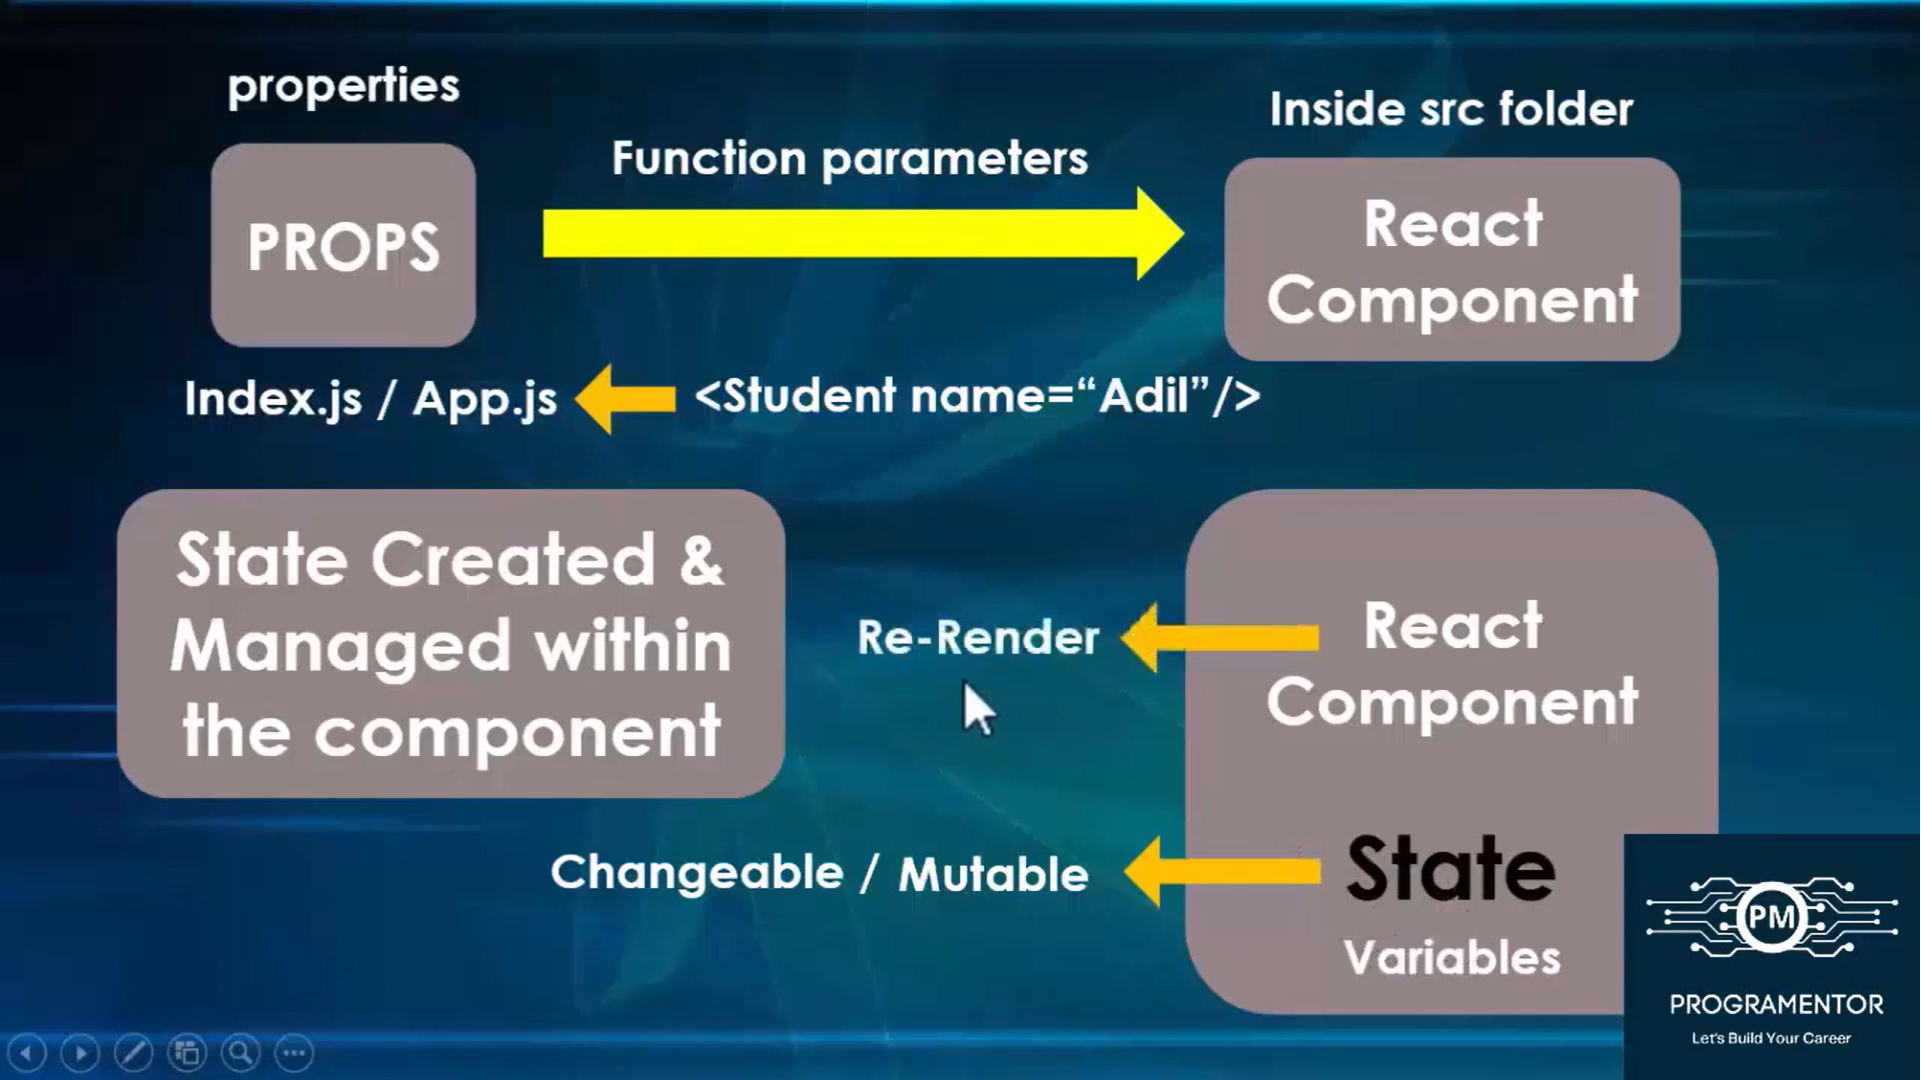 properties
PROPS
Function parameters
Inside src folder
React
Component
Index.js / App.js
<Student name=“Adil”/>
State Created &
Managed within
the component
Re-Render
React
Component
Changeable / Mutable
State
Variables
PM
PROGRAMENTOR
Let's Build Your Career